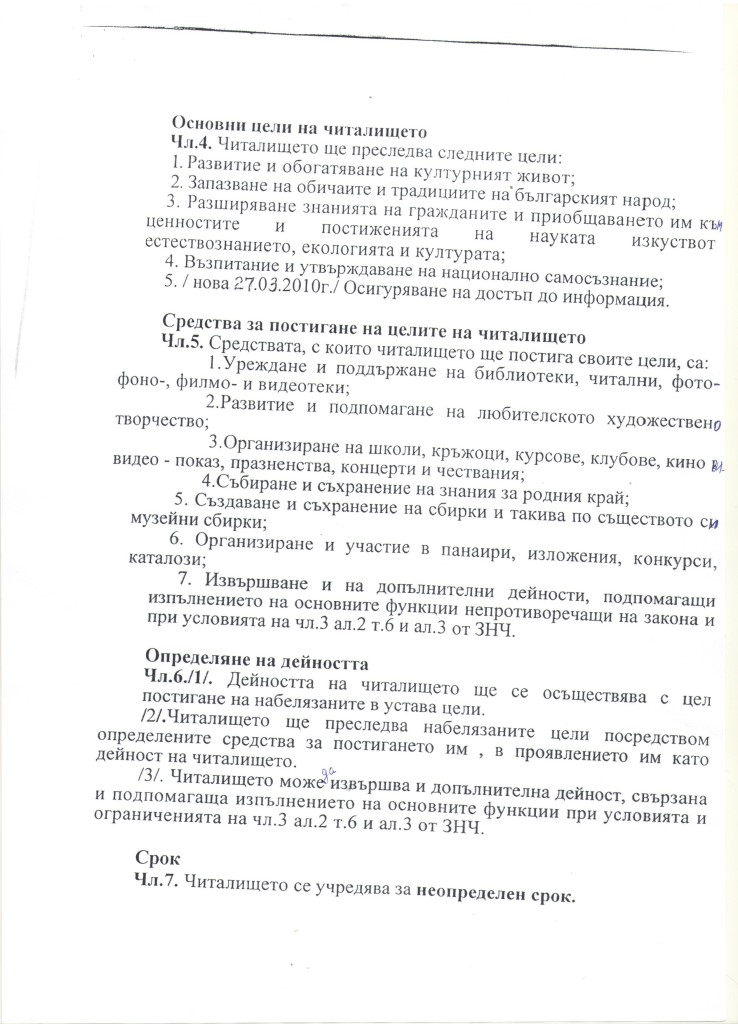 Основни цели на читалището
Чл.4. Читалището ще преследва следните цели:
1. Развитие и обогатяване на културният живот;
2. Запазване на обичаите и традициите на българският народ;
3. Разширяване знанията на гражданите и приобщаването им към
ценностите и постиженията на науката изкуствот
естествознанието, екологията и културата;
4. Възпитание и утвърждаване на национално самосъзнание;
5. / нова 27.03.2010г./ Осигуряване на достъп до информация.
Средства за постигане на целите на читалището
Чл.5. Средствата, с които читалището ще постига своите цели, са:
1.Уреждане и поддържане на библиотеки, читални, фото-
фоно-, филмо- и видеотеки;
2.Развитие и подпомагане на любителското художествено
творчество;
3.Организиране на школи, кръжоци, курсове, клубове, кино и
видео - показ, празненства, концерти и чествания;
4.Събиране и съхранение на знания за родния край;
5. Създаване и съхранение на сбирки и такива по същството си
музейни сбирки;
6. Организиране и участие в панаири, изложения, конкурси,
каталози;
7. Извършване и на допълнителни дейности, подпомагащи
изпълнението на основните функции непротиворечащи на закона и
при условията на чл.3 ал.2 т.6 и ал.3 от ЗНЧ.
Определяне на дейността
Чл.6./1/. Дейността на читалището ще се осъществява с цел
постигане на набелязаните в устава цели.
/2/.Читалището ще преследва набелязаните цели посредством
определените средства за постигането им , в проявлението им като
дейност на читалището.
/3/. Читалището може да извършва и допълнителна дейност, свързана
и подпомагаща изпълнението на основните функции при условията и
ограниченията на чл.3 ал.2 т.6 и ал.3 от ЗНЧ.
Срок
Чл.7. Читалището се учредява за неопределен срок.